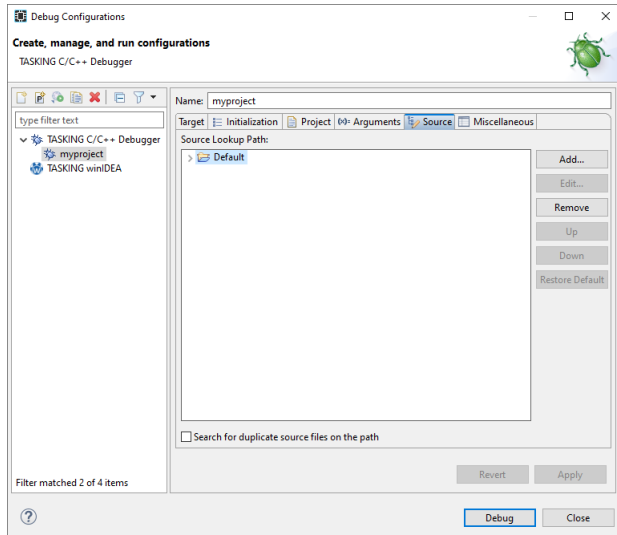 Debug Configurations
Create, manage, and run configurations
TASKING C/C++ Debugger
type filter text
TASKING C/C++ Debugger
myproject
TASKING winIDEA
Filter matched 2 of 4 items
Name: myproject
Target Initialization Project (x)= Arguments Source Miscellaneous
Source Lookup Path:
Default
Add...
Edit...
Remove
Up
Down
Restore Default
Search for duplicate source files on the path
Revert Apply
? Debug Close